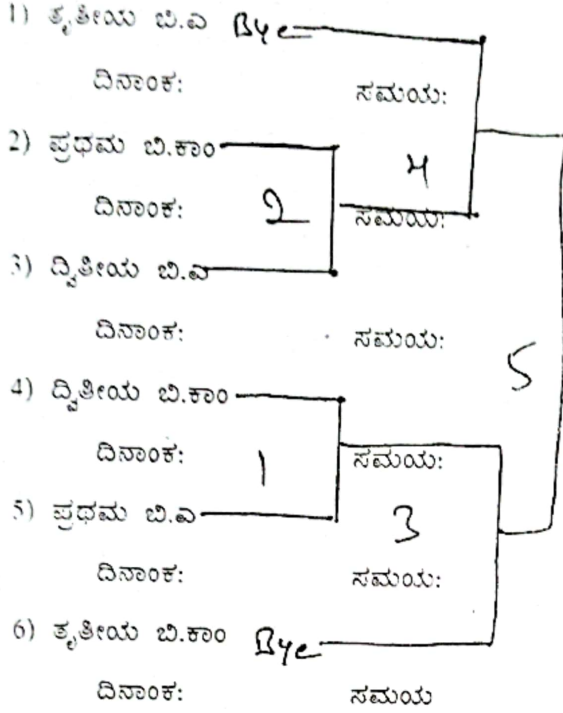 1) ತೃತೀಯ ಬಿ.ಎ Bye
ದಿನಾಂಕ: ಸಮಯ:
2) ಪ್ರಥಮ ಬಿ.ಕಾಂ
4
ದಿನಾಂಕ: 2 ಸಮಯ:
3) ದ್ವಿತೀಯ ಬಿ.ಎ
ದಿನಾಂಕ: ಸಮಯ:
5
4) ದ್ವಿತೀಯ ಬಿ.ಕಾಂ
ದಿನಾಂಕ: 1 ಸಮಯ:
5) ಪ್ರಥಮ ಬಿ.ಎ 3
ದಿನಾಂಕ: ಸಮಯ:
6) ತೃತೀಯ ಬಿ.ಕಾಂ Bye
ದಿನಾಂಕ: ಸಮಯ